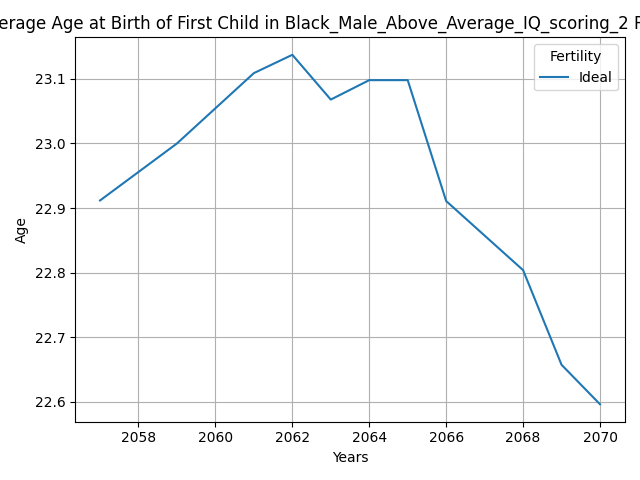 erage Age at Birth of First Child in Black_Male_Above_Average_IQ_scoring_2
Fertility
Ideal
23.1
23.0
22.9
22.8
22.7
22.6
Age
2058 2060 2062 2064 2066 2068 2070
Years